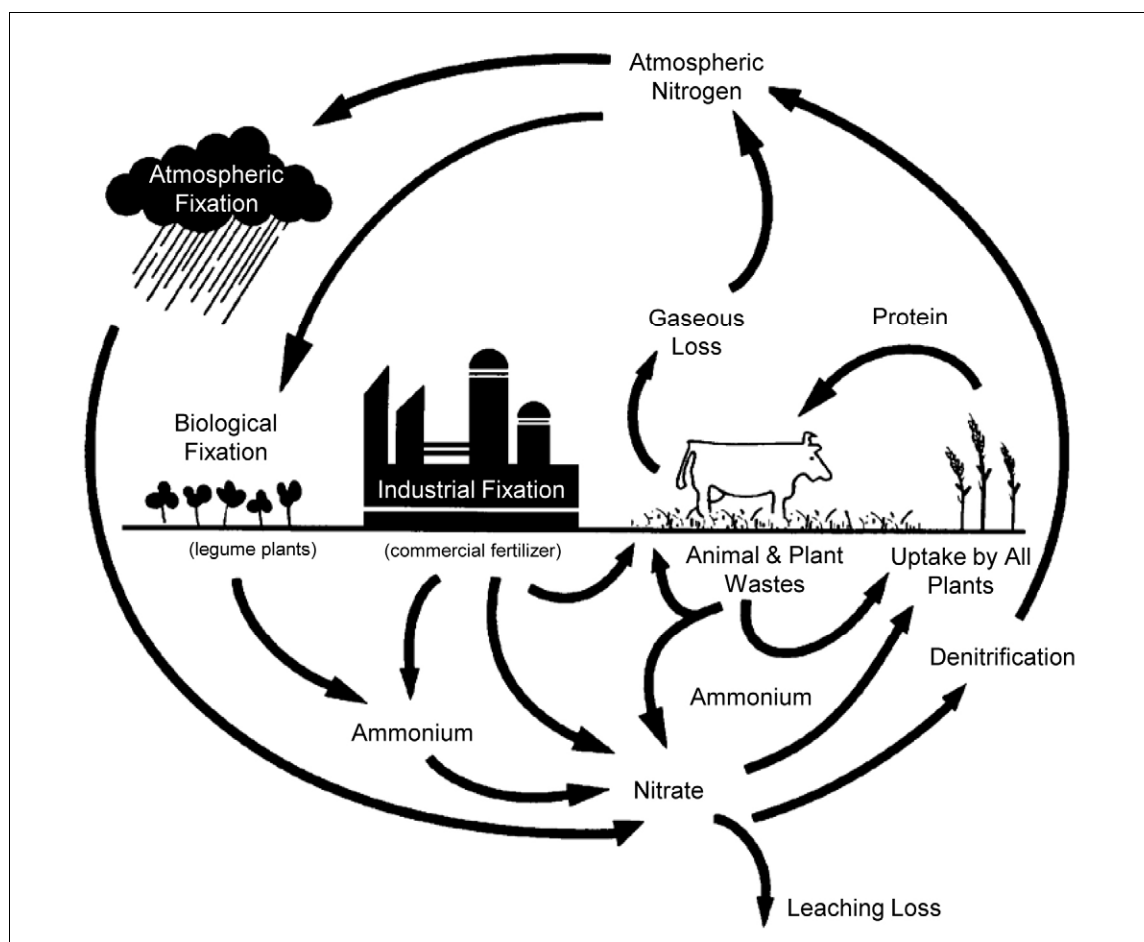 Atmospheric
Nitrogen
Atmospheric
Fixation
Gaseous
Loss
Protein
Biological
Fixation
Industrial Fixation
(legume plants)
(commercial fertilizer)
Animal & Plant
Wastes
Uptake by All
Plants
Denitrification
Ammonium
Ammonium
Nitrate
Leaching Loss